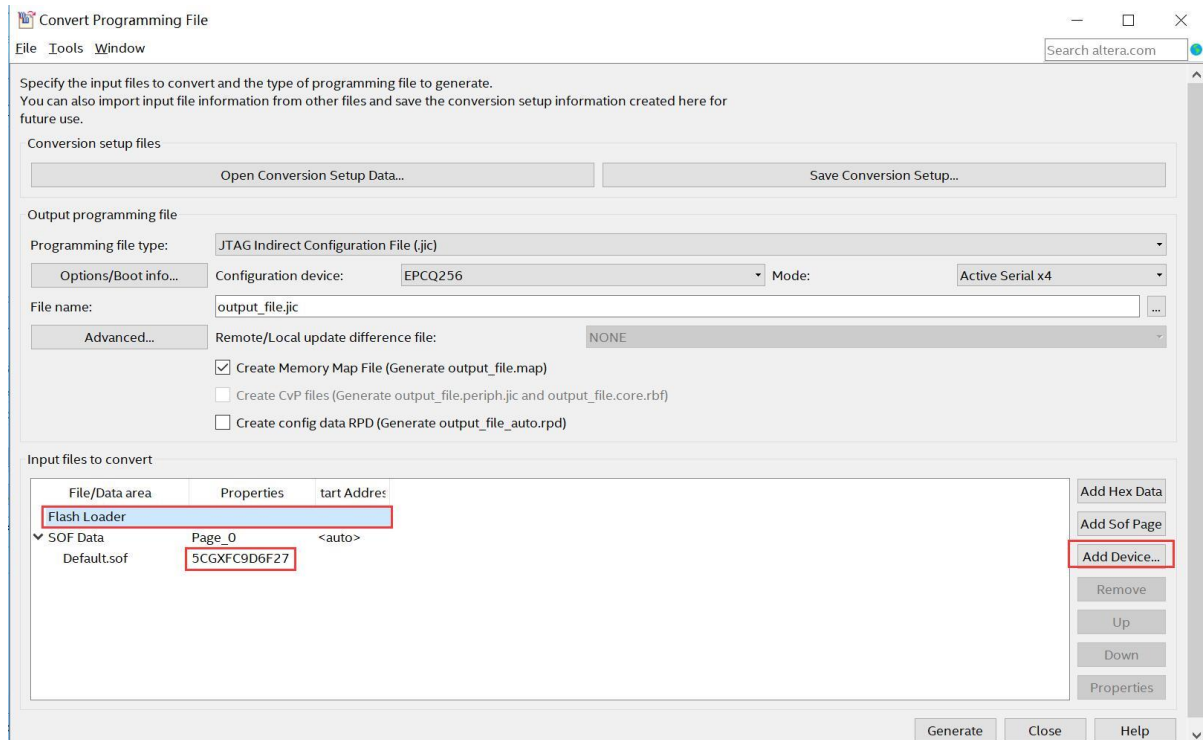 Convert Programming File
File Tools Window
Search altera.com
Specify the input files to convert and the type of programming file to generate.
You can also import input file information from other files and save the conversion setup information created here for
future use.
Conversion setup files
Open Conversion Setup Data...
Save Conversion Setup...
Output programming file
Programming file type:
JTAG Indirect Configuration File (.jic)
Options/Boot info...
Configuration device:
EPCQ256
Mode:
Active Serial x4
File name:
output_file.jic
...
Advanced...
Remote/Local update difference file:
NONE
Create Memory Map File (Generate output_file.map)
Create CvP files (Generate output_file.periph.jic and output_file.core.rbf)
Create config data RPD (Generate output_file_auto.rpd)
Input files to convert
File/Data area Properties tart Addres
Flash Loader
SOF Data Page_0 <auto>
Default.sof 5CGXFC9D6F27
Add Hex Data
Add Sof Page
Add Device...
Remove
Up
Down
Properties
Generate Close Help